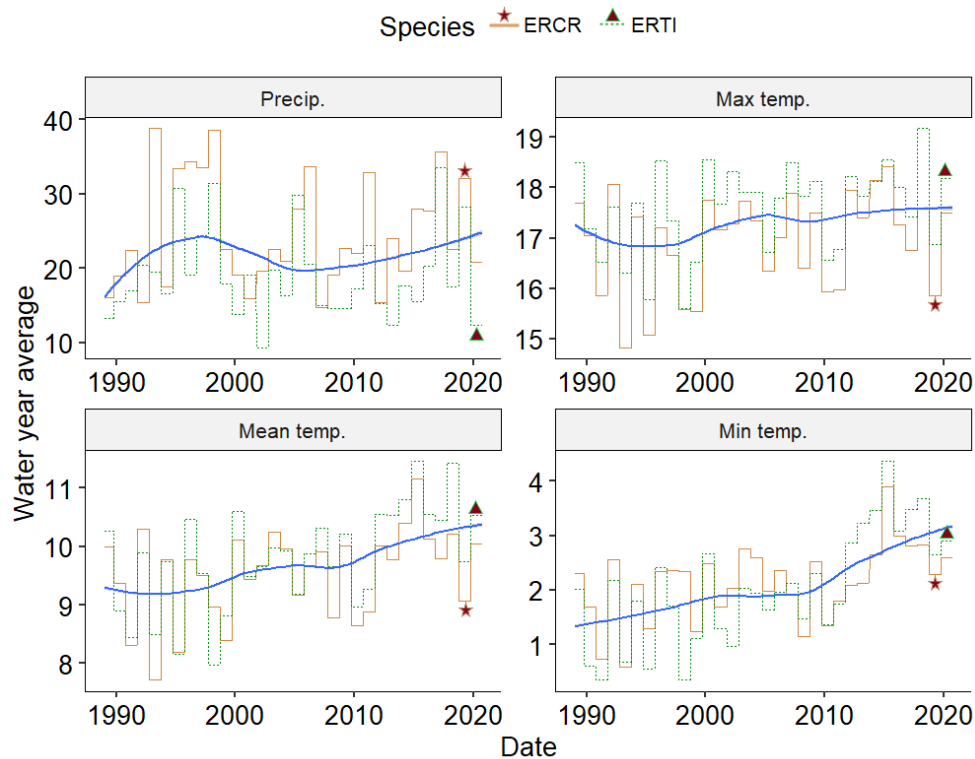 Species ERCR ERTI
Precip.
Max temp.
40
30
20
10
19
18
17
16
15
1990 2000 2010 2020
1990 2000 2010 2020
Mean temp.
Min temp.
11
10
9
8
4
3
2
1
1990 2000 2010 2020
1990 2000 2010 2020
Water year average
Date